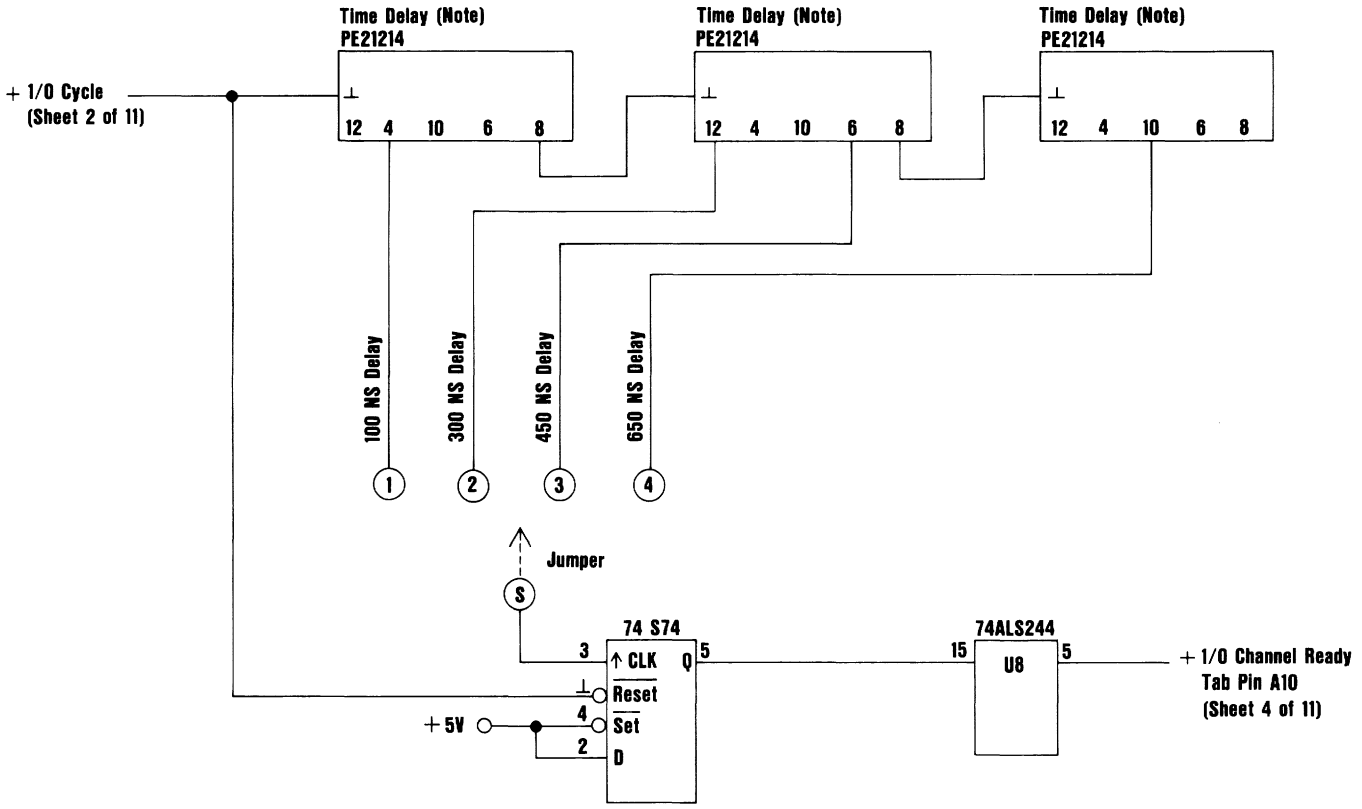 Time Delay (Note)
PE21214
Time Delay (Note)
PE21214
Time Delay (Note)
PE21214
+ 1/0 Cycle
(Sheet 2 of 11)
⊥
12 4 10 6 8
⊥
12 4 10 6 8
⊥
12 4 10 6 8
100 NS Delay
300 NS Delay
450 NS Delay
650 NS Delay
1
2
3
4
Jumper
S
74 S74
3
↑ CLK
Q
5
⊥
Reset
+ 5V
4
Set
2
D
74ALS244
15
U8
5
+ 1/0 Channel Ready
Tab Pin A10
(Sheet 4 of 11)